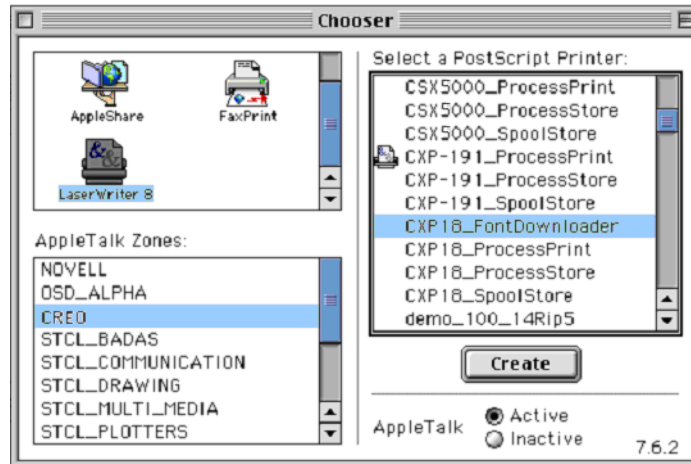 Chooser
AppleShare
FaxPrint
LaserWriter 8
AppleTalk Zones:
NOVELL
OSD_ALPHA
CREO
STCL_BADAS
STCL_COMMUNICATION
STCL_DRAWING
STCL_MULTI_MEDIA
STCL_PLOTTERS
Select a PostScript Printer:
CSX5000_ProcessPrint
CSX5000_ProcessStore
CSX5000_SpoolStore
CXP-191_ProcessPrint
CXP-191_ProcessStore
CXP-191_SpoolStore
CXP18_FontDownloader
CXP18_ProcessPrint
CXP18_ProcessStore
CXP18_SpoolStore
demo_100_14Rip5
Create
AppleTalk
Active
Inactive
7.6.2